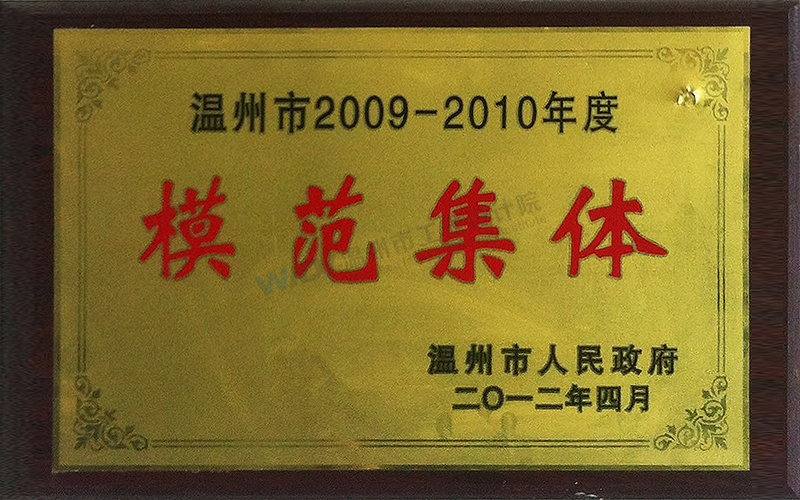 温州市2009-2010年度
模范集体
温州市人民政府
二〇一二年四月